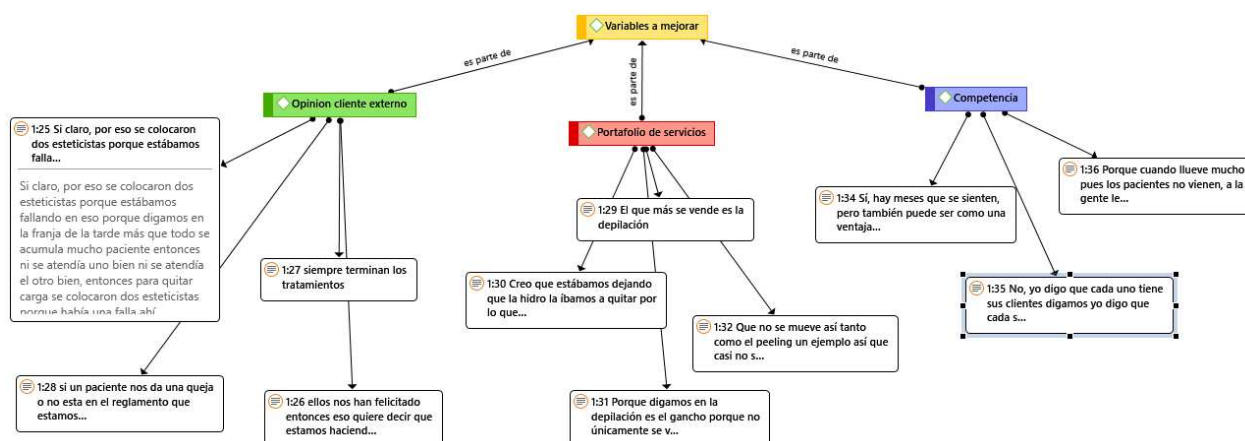 Variables a mejorar
es parte de
es parte de
es parte de
Opinion cliente externo
Portafolio de servicios
Competencia
1:25 Si claro, por eso se colocaron
dos esteticistas porque estábamos
falla...
Si claro, por eso se colocaron dos
esteticistas porque estábamos
fallando en eso porque digamos en
la franja de la tarde más que todo se
acumula mucho paciente entonces
ni se atendía uno bien ni se atendía
el otro bien, entonces para quitar
carga se colocaron dos esteticistas
porque había una falla ahí
1:27 siempre terminan los
tratamientos
1:28 si un paciente nos da una queja
o no esta en el reglamento que
estamos...
1:26 ellos nos han felicitado
entonces eso quiere decir que
estamos haciend...
1:29 El que más se vende es la
depilación
1:30 Creo que estábamos dejando
que la hidro la íbamos a quitar por
lo que...
1:32 Que no se mueve así tanto
como el peeling un ejemplo así que
casi no s...
1:31 Porque digamos en la
depilación es el gancho porque no
únicamente se v...
1:34 Sí, hay meses que se sienten,
pero también puede ser como una
ventaja...
1:36 Porque cuando llueve mucho
pues los pacientes no vienen, a la
gente le...
1:35 No, yo digo que cada uno tiene
sus clientes digamos yo digo que
cada s...